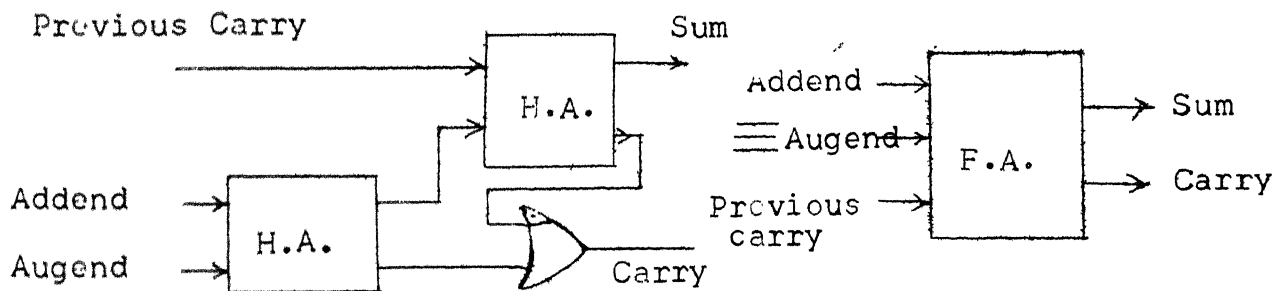 Previous Carry
Sum
H.A.
Addend
H.A.
Augend
Carry
Addend
Augend
Previous
carry
F.A.
Sum
Carry